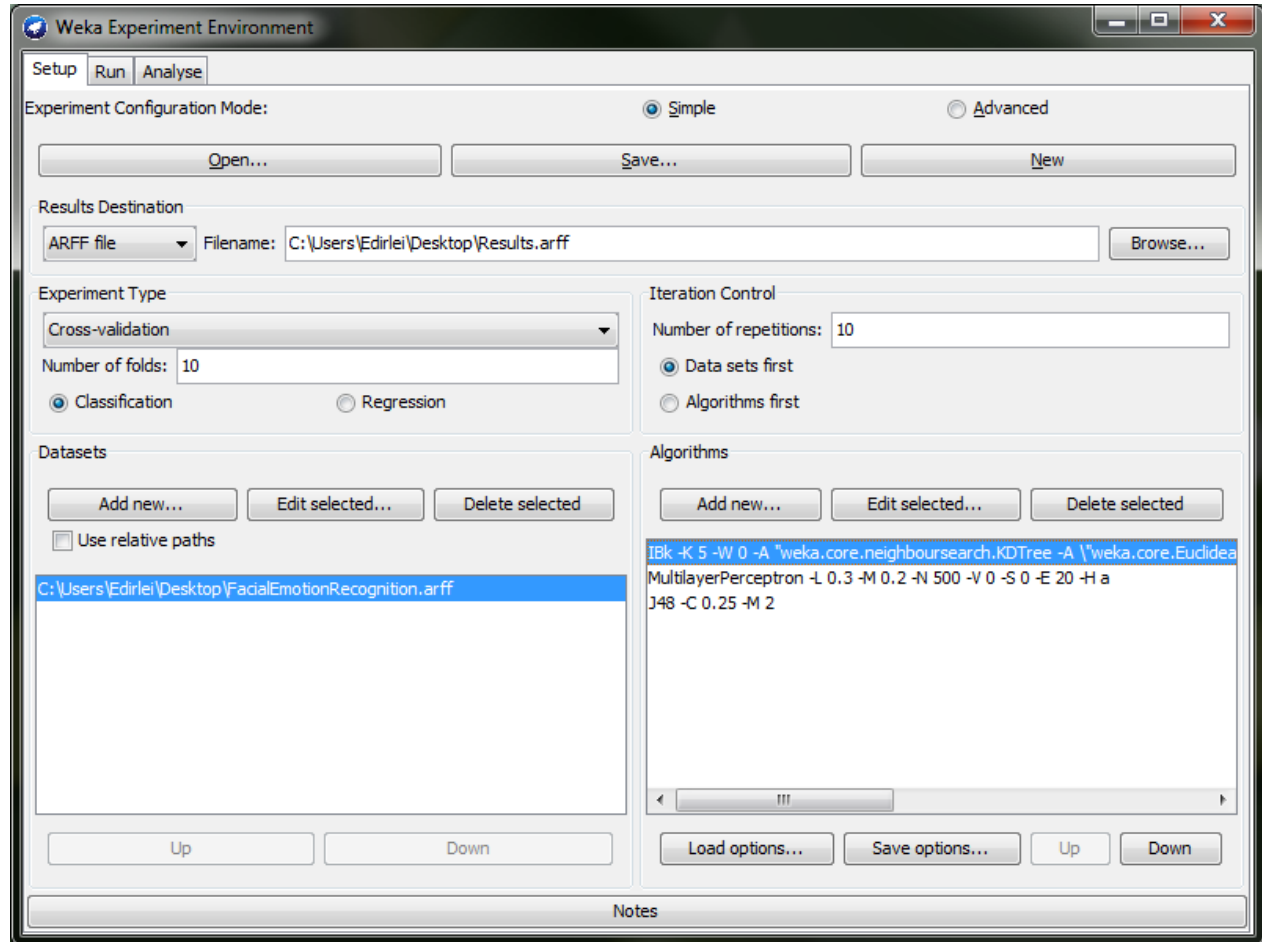 Weka Experiment Environment
Setup Run Analyse
Experiment Configuration Mode: Simple Advanced
Open... Save... New
Results Destination
ARFF file Filename: C:\Users\Edirlei\Desktop\Results.arff Browse...
Experiment Type
Cross-validation
Number of folds: 10
Classification Regression
Iteration Control
Number of repetitions: 10
Data sets first
Algorithms first
Datasets
Add new... Edit selected... Delete selected
Use relative paths
C:\Users\Edirlei\Desktop\FacialEmotionRecognition.arff
Up Down
Algorithms
Add new... Edit selected... Delete selected
IBk -K 5 -W 0 -A "weka.core.neighboursearch.KDTree -A \"weka.core.Euclidea
MultilayerPerceptron -L 0.3 -M 0.2 -N 500 -V 0 -S 0 -E 20 -H a
J48 -C 0.25 -M 2
Load options... Save options... Up Down
Notes